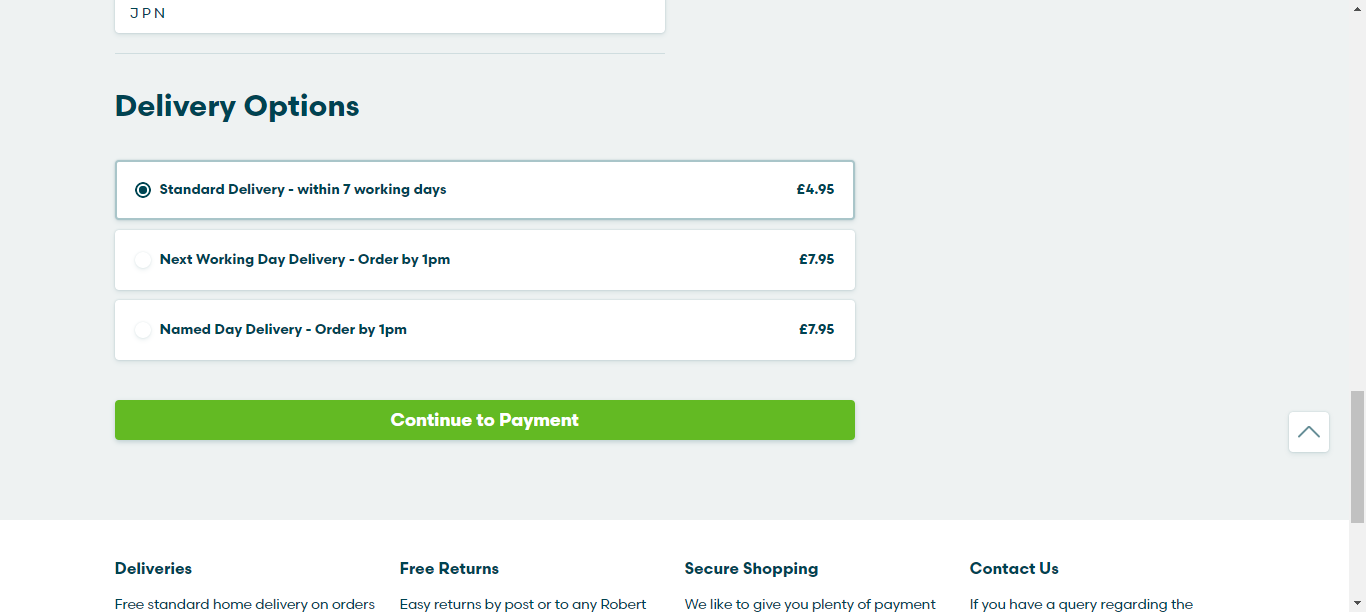 JPN
Delivery Options
Standard Delivery - within 7 working days £4.95
Next Working Day Delivery - Order by 1pm £7.95
Named Day Delivery - Order by 1pm £7.95
Continue to Payment
Deliveries Free Returns Secure Shopping Contact Us
Free standard home delivery on orders Easy returns by post or to any Robert We like to give you plenty of payment If you have a query regarding the